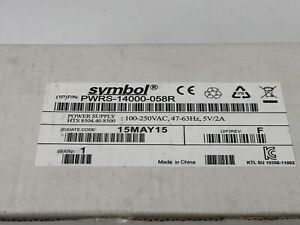 symbol®
(1P)P/N: PWRS-14000-058R
POWER SUPPLY : 100-250VAC, 47-63Hz, 5V/2A
HTS 8504.40.8500
(D)DATE CODE: 15MAY15 (2P)REV: F
(Q)Qty: 1
Made in China
KTL SU 10358-11002